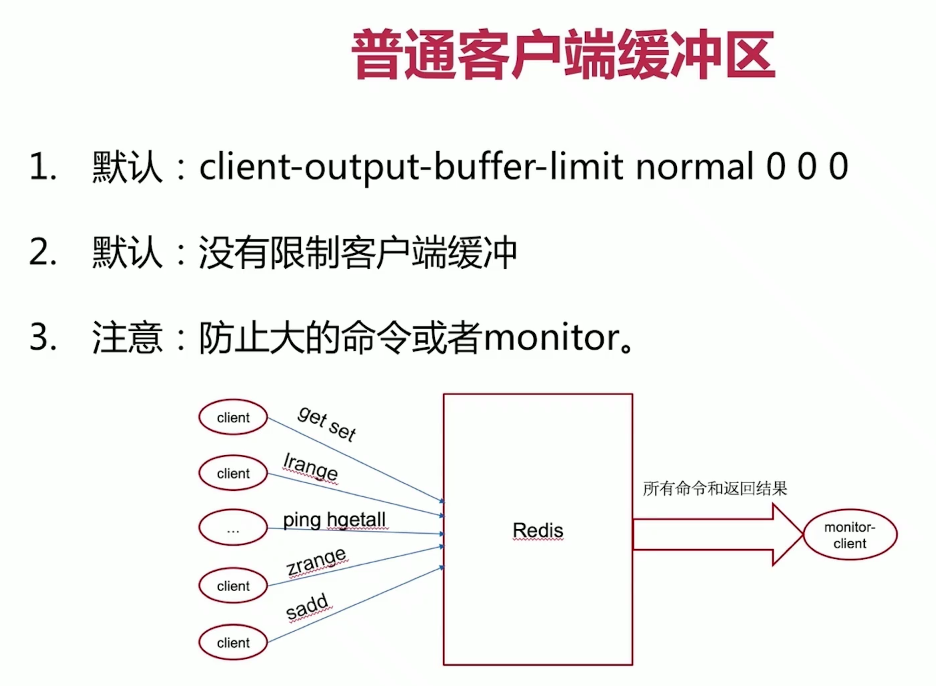 普通客户端缓冲区
1. 默认：client-output-buffer-limit normal 0 0 0
2. 默认：没有限制客户端缓冲
3. 注意：防止大的命令或者monitor。
client
get set
client
lrange
...
ping hgetall
client
zrange
client
sadd
Redis
所有命令和返回结果
monitor-
client